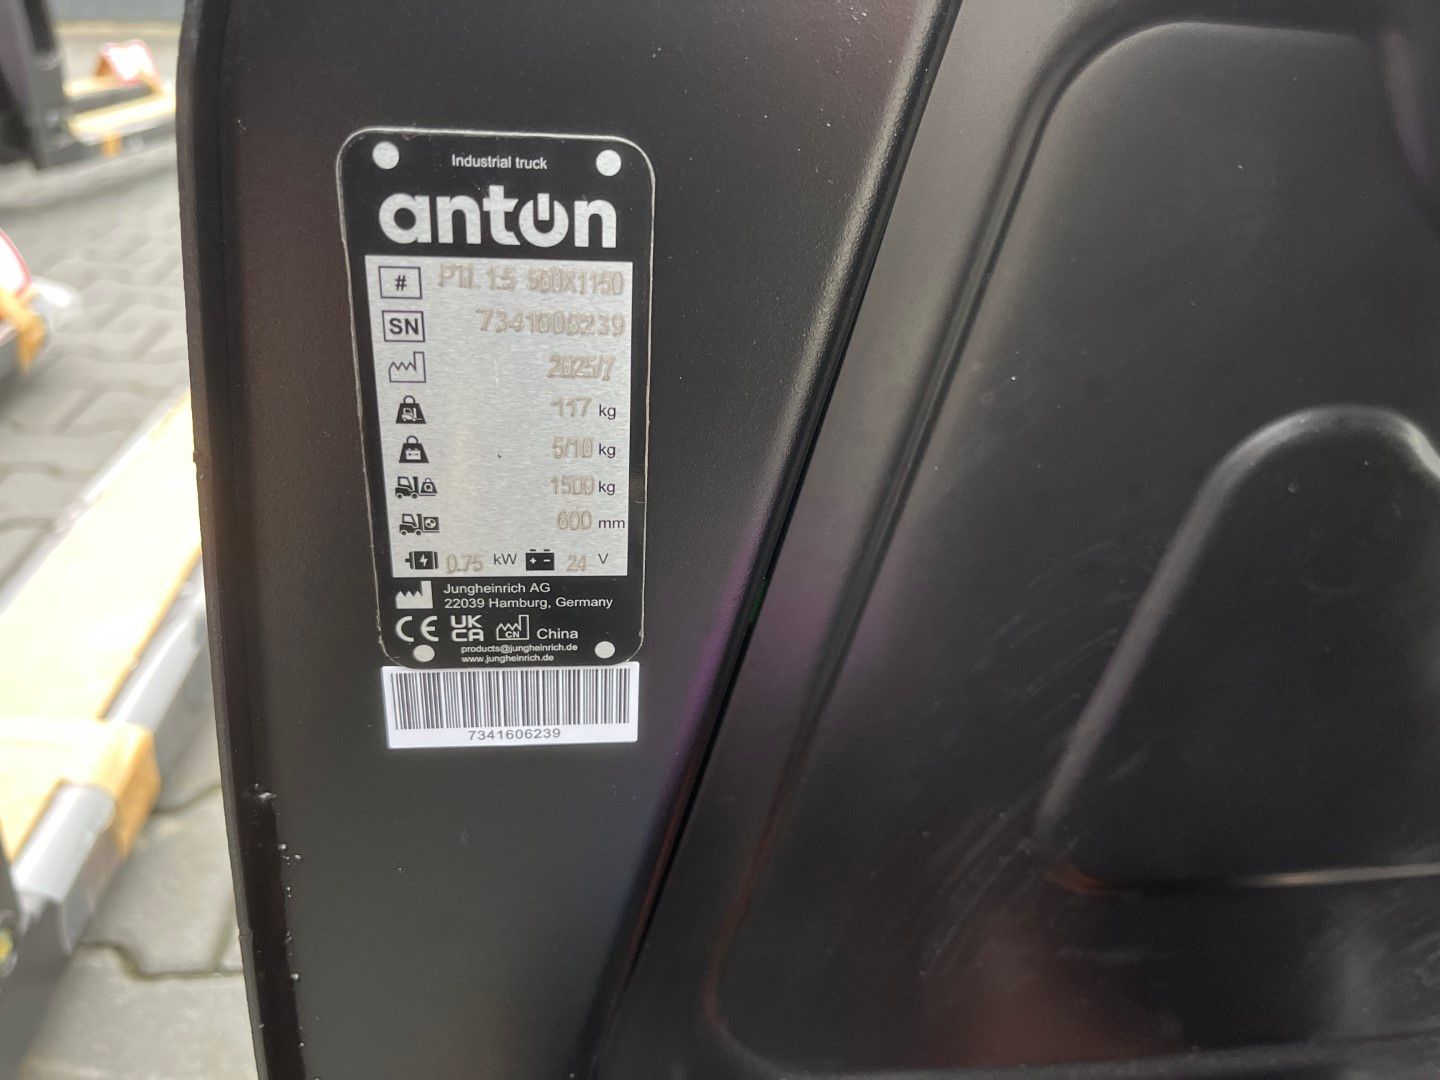 Industrial truck
anton
# PTL 1.5 560X1150
SN 7341606239
2025/7
117 kg
5/10 kg
1500 kg
600 mm
0.75 kW 24 V
Jungheinrich AG
22039 Hamburg, Germany
CE UK CA CN China
products@jungheinrich.de
www.jungheinrich.de
7341606239